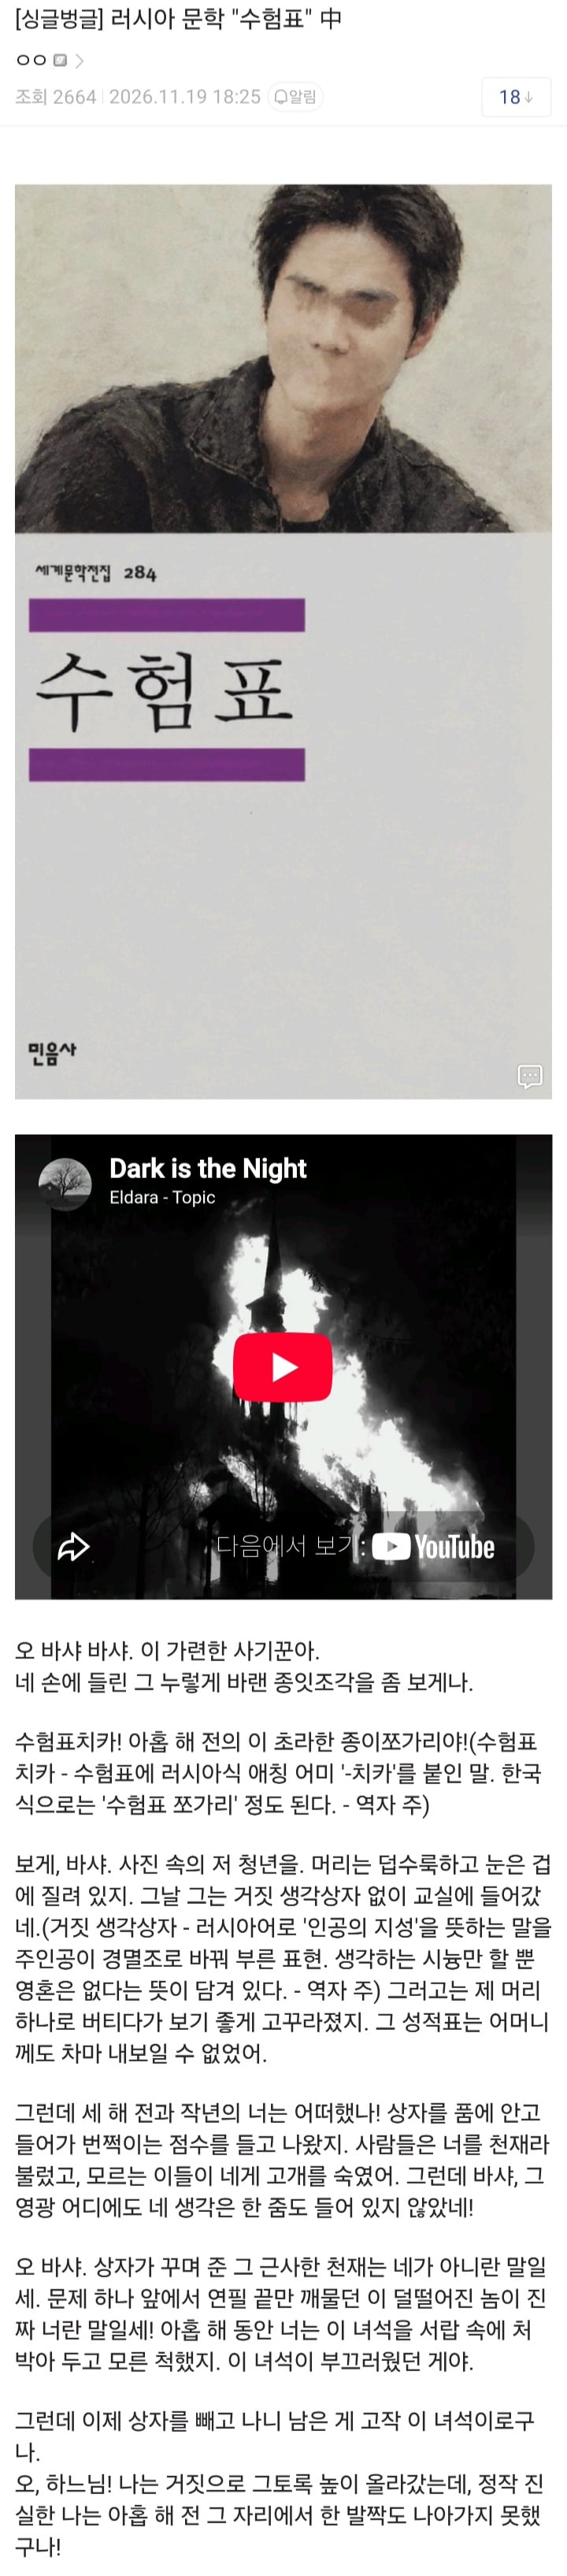 [싱글벙글] 러시아 문학 "수험표" 中
ㅇㅇ
조회 2664 2026.11.19 18:25 알림
18↓
세계문학전집 284
수험표
민음사
Dark is the Night
Eldara - Topic
다음에서 보기: YouTube
오 바샤 바샤. 이 가련한 사기꾼아.
네 손에 들린 그 누렇게 바랜 종잇조각을 좀 보게나.
수험표치카! 아홉 해 전의 이 초라한 종이쪼가리야!(수험표
치카 - 수험표에 러시아식 애칭 어미 '-치카'를 붙인 말. 한국
식으로는 '수험표 쪼가리' 정도 된다. - 역자 주)
보게, 바샤. 사진 속의 저 청년을. 머리는 덥수룩하고 눈은 겁
에 질려 있지. 그날 그는 거짓 생각상자 없이 교실에 들어갔
네.(거짓 생각상자 - 러시아어로 '인공의 지성'을 뜻하는 말을
주인공이 경멸조로 바꿔 부른 표현. 생각하는 시늉만 할 뿐
영혼은 없다는 뜻이 담겨 있다. - 역자 주) 그러고는 제 머리
하나로 버티다가 보기 좋게 고꾸라졌지. 그 성적표는 어머니
께도 차마 내보일 수 없었어.
그런데 세 해 전과 작년의 너는 어떠했나! 상자를 품에 안고
들어가 번쩍이는 점수를 들고 나왔지. 사람들은 너를 천재라
불렀고, 모르는 이들이 네게 고개를 숙였어. 그런데 바샤, 그
영광 어디에도 네 생각은 한 줌도 들어 있지 않았네!
오 바샤. 상자가 꾸며 준 그 근사한 천재는 네가 아니란 말일
세. 문제 하나 앞에서 연필 끝만 깨물던 이 덜떨어진 놈이 진
짜 너란 말일세! 아홉 해 동안 너는 이 녀석을 서랍 속에 처
박아 두고 모른 척했지. 이 녀석이 부끄러웠던 게야.
그런데 이제 상자를 빼고 나니 남은 게 고작 이 녀석이로구
나.
오, 하느님! 나는 거짓으로 그토록 높이 올라갔는데, 정작 진
실한 나는 아홉 해 전 그 자리에서 한 발짝도 나아가지 못했
구나!